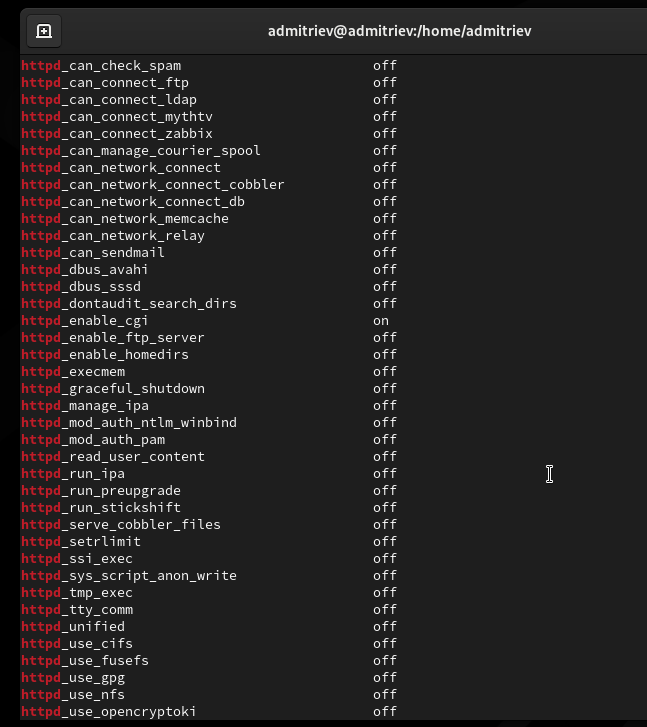 admitriev@admitriev:/home/admitriev
httpd_can_check_spam off
httpd_can_connect_ftp off
httpd_can_connect_ldap off
httpd_can_connect_mythtv off
httpd_can_connect_zabbix off
httpd_can_manage_courier_spool off
httpd_can_network_connect off
httpd_can_network_connect_cobbler off
httpd_can_network_connect_db off
httpd_can_network_memcache off
httpd_can_network_relay off
httpd_can_sendmail off
httpd_dbus_avahi off
httpd_dbus_sssd off
httpd_dontaudit_search_dirs off
httpd_enable_cgi on
httpd_enable_ftp_server off
httpd_enable_homedirs off
httpd_execmem off
httpd_graceful_shutdown off
httpd_manage_ipa off
httpd_mod_auth_ntlm_winbind off
httpd_mod_auth_pam off
httpd_read_user_content off
httpd_run_ipa off
httpd_run_preupgrade off
httpd_run_stickshift off
httpd_serve_cobbler_files off
httpd_setrlimit off
httpd_ssi_exec off
httpd_sys_script_anon_write off
httpd_tmp_exec off
httpd_tty_comm off
httpd_unified off
httpd_use_cifs off
httpd_use_fusefs off
httpd_use_gpg off
httpd_use_nfs off
httpd_use_opencryptoki off